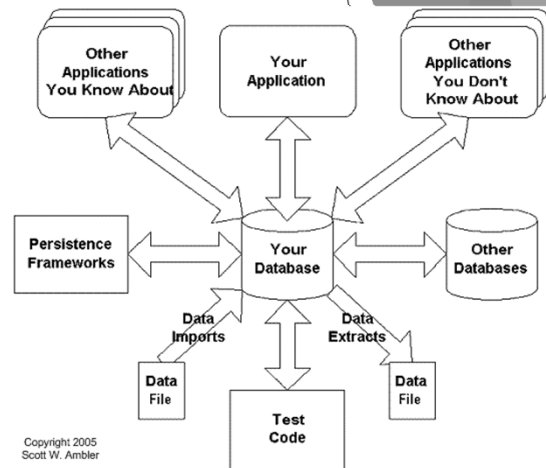 Other
Applications
You Know About
Your
Application
Other
Applications
You Don't
Know About
Persistence
Frameworks
Your
Database
Other
Databases
Data
Imports
Data
Extracts
Data
File
Test
Code
Data
File
Copyright 2005
Scott W. Ambler